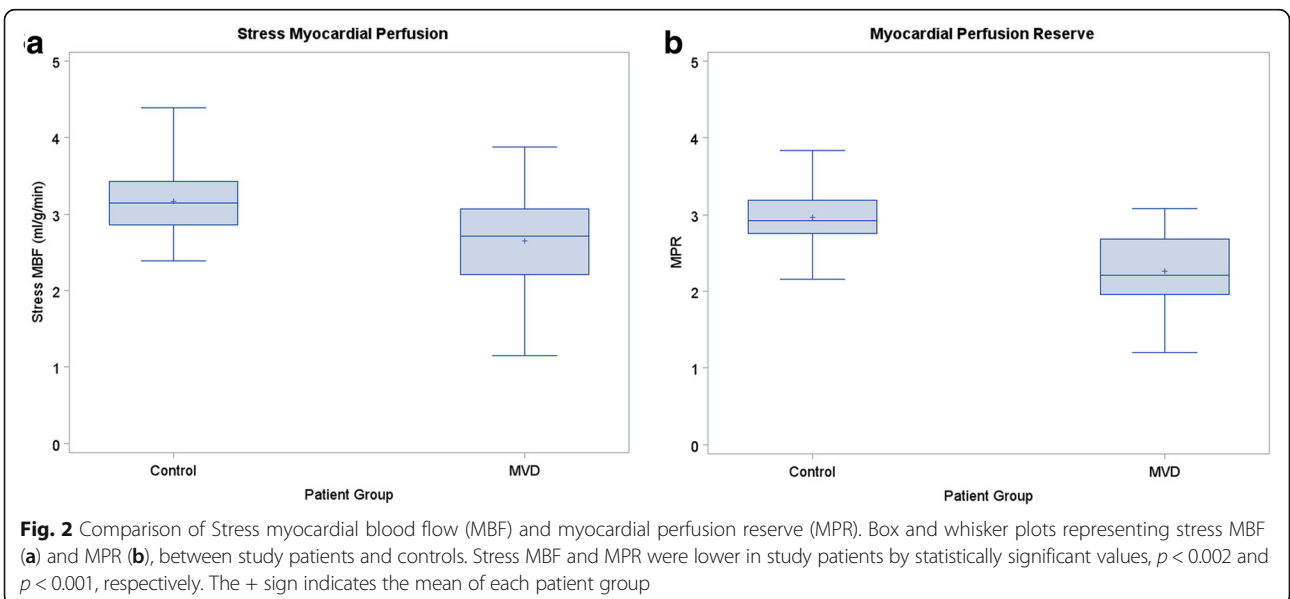 a
Stress Myocardial Perfusion
5
4
3
2
1
0
Stress MBF (ml/g/min)
Control
MVD
Patient Group
b
Myocardial Perfusion Reserve
5
4
3
2
1
0
MPR
Control
MVD
Patient Group
Fig. 2 Comparison of Stress myocardial blood flow (MBF) and myocardial perfusion reserve (MPR). Box and whisker plots representing stress MBF
(a) and MPR (b), between study patients and controls. Stress MBF and MPR were lower in study patients by statistically significant values, p < 0.002 and
p < 0.001, respectively. The + sign indicates the mean of each patient group